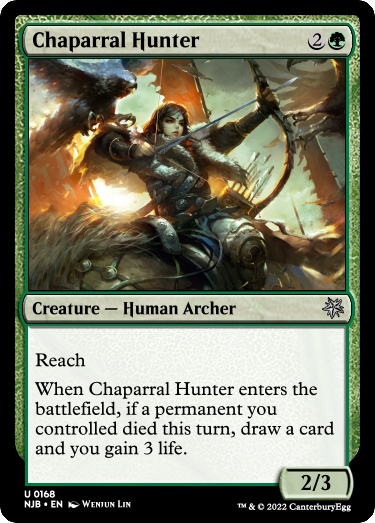 Chaparral Hunter 2
Creature — Human Archer
Reach
When Chaparral Hunter enters the
battlefield, if a permanent you
controlled died this turn, draw a card
and you gain 3 life.
2/3
U 0168
NJB • EN Wenjun Lin
™ & © 2022 CanterburyEgg